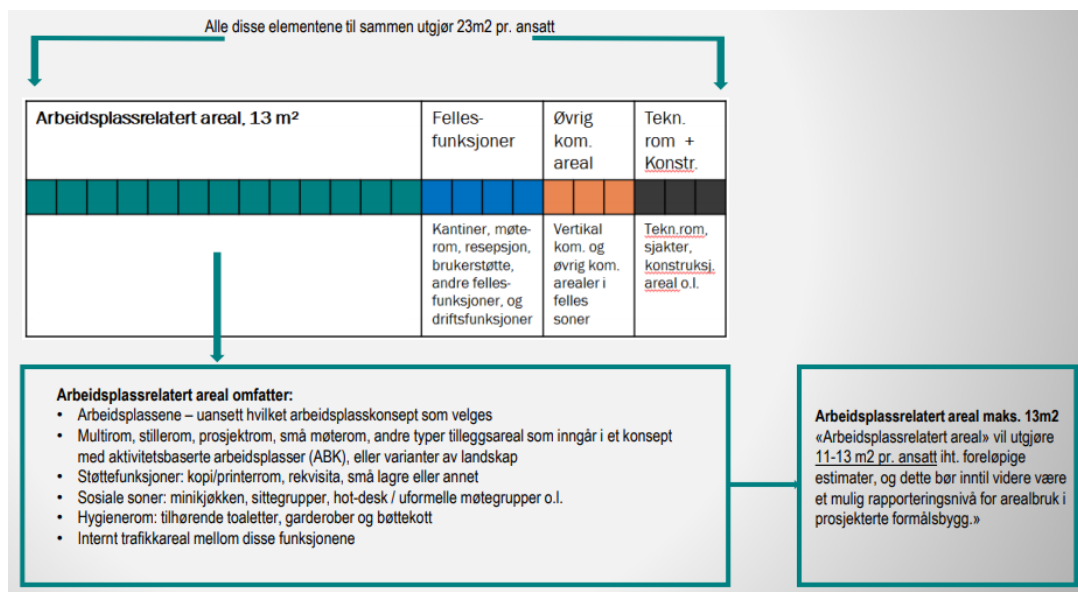 Alle disse elementene til sammen utgjør 23m2 pr. ansatt
Arbeidsplassrelatert areal, 13 m²
Felles-
funksjoner
Øvrig
kom.
areal
Tekn.
rom +
Konstr.
Kantiner, møte-
rom, resepsjon,
brukerstøtte,
andre felles-
funksjoner, og
driftsfunksjoner
Vertikal
kom. og
øvrig kom.
arealer i
felles
soner
Tekn.rom,
sjakter,
konstruksj.
areal o.l.
Arbeidsplassrelatert areal omfatter:
• Arbeidsplassene – uansett hvilket arbeidsplasskonsept som velges
• Multirom, stillerom, prosjektrom, små møterom, andre typer tilleggsareal som inngår i et konsept
med aktivitetsbaserte arbeidsplasser (ABK), eller varianter av landskap
• Støttefunksjoner: kopi/printerrom, rekvisita, små lagre eller annet
• Sosiale soner: minikjøkken, sittegrupper, hot-desk / uformelle møtegrupper o.l.
• Hygienerom: tilhørende toaletter, garderober og bøttekott
• Internt trafikkareal mellom disse funksjonene
Arbeidsplassrelatert areal maks. 13m2
«Arbeidsplassrelatert areal» vil utgjøre
11-13 m2 pr. ansatt iht. foreløpige
estimater, og dette bør inntil videre være
et mulig rapporteringsnivå for arealbruk i
prosjekterte formålsbygg.»